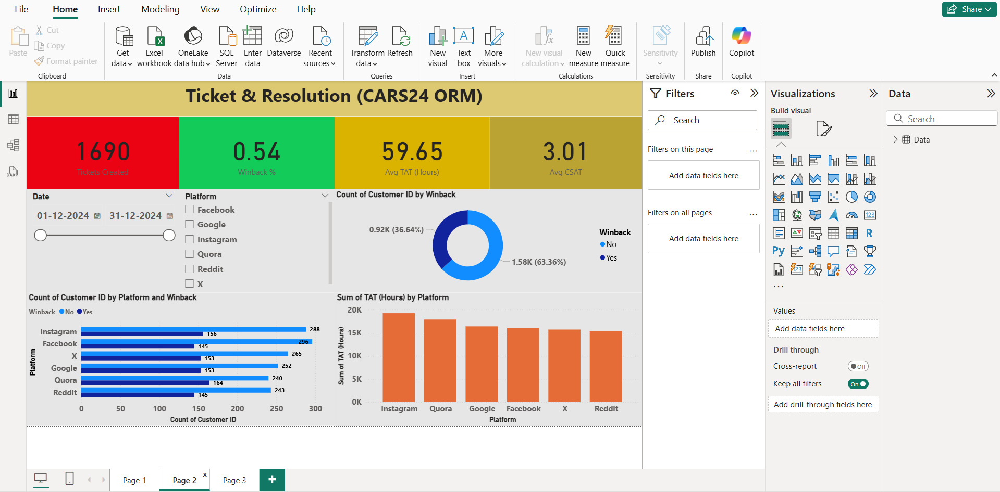 File Home Insert Modeling View Optimize Help
Share
Paste
Cut
Copy
Format painter
Clipboard
Get data
Excel workbook
OneLake data hub
SQL Server
Enter data
Dataverse
Recent sources
Data
Transform data
Refresh
Queries
New visual
Text box
More visuals
Insert
New visual calculation
New measure
Quick measure
Calculations
Sensitivity
Sensitivity
Publish
Share
Copilot
Copilot
Ticket & Resolution (CARS24 ORM)
1690
Tickets Created
0.54
Winback %
59.65
Avg TAT (Hours)
3.01
Avg CSAT
Date
01-12-2024
31-12-2024
Platform
Facebook
Google
Instagram
Quora
Reddit
X
Count of Customer ID by Winback
0.92K (36.64%)
1.58K (63.36%)
Winback
No
Yes
Count of Customer ID by Platform and Winback
Winback No Yes
Platform
Instagram 288
156
Facebook 296
145
X 265
153
Google 252
153
Quora 240
164
Reddit 243
145
0 50 100 150 200 250 300
Count of Customer ID
Sum of TAT (Hours) by Platform
Sum of TAT (Hours)
20K
15K
10K
5K
0K
Instagram Quora Google Facebook X Reddit
Platform
Filters
Search
Filters on this page
...
Add data fields here
Filters on all pages
...
Add data fields here
Visualizations
Build visual
123
R
Py
123
...
Values
Add data fields here
Drill through
Cross-report
Off
Keep all filters
On
Add drill-through fields here
Data
Search
Data
DAX
Page 1
Page 2
x
Page 3
+